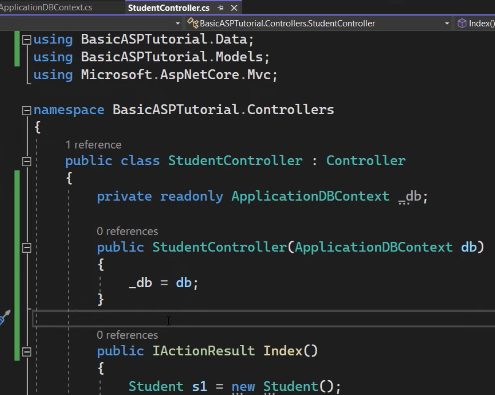 ApplicationDBContext.cs StudentController.cs
BasicASPTutorial.Controllers.StudentController Index()
using BasicASPTutorial.Data;
using BasicASPTutorial.Models;
using Microsoft.AspNetCore.Mvc;
namespace BasicASPTutorial.Controllers
{
1 reference
public class StudentController : Controller
{
private readonly ApplicationDBContext _db;
0 references
public StudentController(ApplicationDBContext db)
{
_db = db;
}
0 references
public IActionResult Index()
{
Student s1 = new Student();